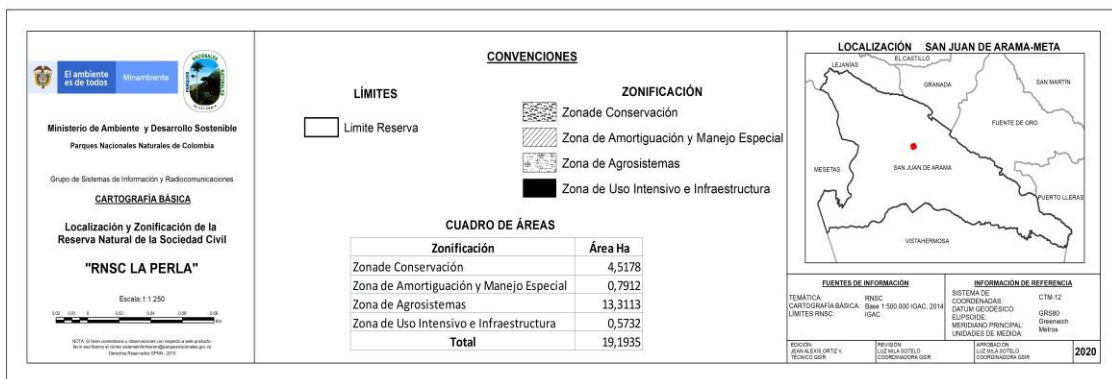 El ambiente
es de todos
Minambiente
Ministerio de Ambiente y Desarrollo Sostenible
Parques Nacionales Naturales de Colombia
Grupo de Sistemas de Información y Radiocomunicaciones
CARTOGRAFÍA BÁSICA
Localización y Zonificación de la
Reserva Natural de la Sociedad Civil
"RNSC LA PERLA"
Escala:1:1.250
CONVENCIONES
LÍMITES
Limite Reserva
ZONIFICACIÓN
Zonade Conservación
Zona de Amortiguación y Manejo Especial
Zona de Agrosistemas
Zona de Uso Intensivo e Infraestructura
CUADRO DE ÁREAS
Zonificación Área Ha
Zonade Conservación 4,5178
Zona de Amortiguación y Manejo Especial 0,7912
Zona de Agrosistemas 13,3113
Zona de Uso Intensivo e Infraestructura 0,5732
Total 19,1935
LOCALIZACIÓN SAN JUAN DE ARAMA-META
EL CASTILLO
LEJANÍAS
GRANADA
SAN MARTÍN
FUENTE DE ORO
MESETAS
SAN JUAN DE ARAMA
PUERTO LLERAS
VISTAHERMOSA
FUENTES DE INFORMACIÓN
TEMÁTICA: RNSC
CARTOGRAFÍA BÁSICA: Base 1:500.000 IGAC, 2014
LÍMITES RNSC: IGAC
INFORMACIÓN DE REFERENCIA
SISTEMA DE
COORDENADAS: CTM-12
DATUM GEODÉSICO:
ELIPSOIDE: GRS80
MERIDIANO PRINCIPAL: Greenwich
UNIDADES DE MEDIDA: Metros
EDICIÓN:
JEAN ALEXIS ORTIZ V.
TECNICO GSIR
REVISIÓN
LUZ MILA SOTELO
COORDINADORA GSIR
APROBACIÓN:
LUZ MILA SOTELO
COORDINADORA GSIR
2020